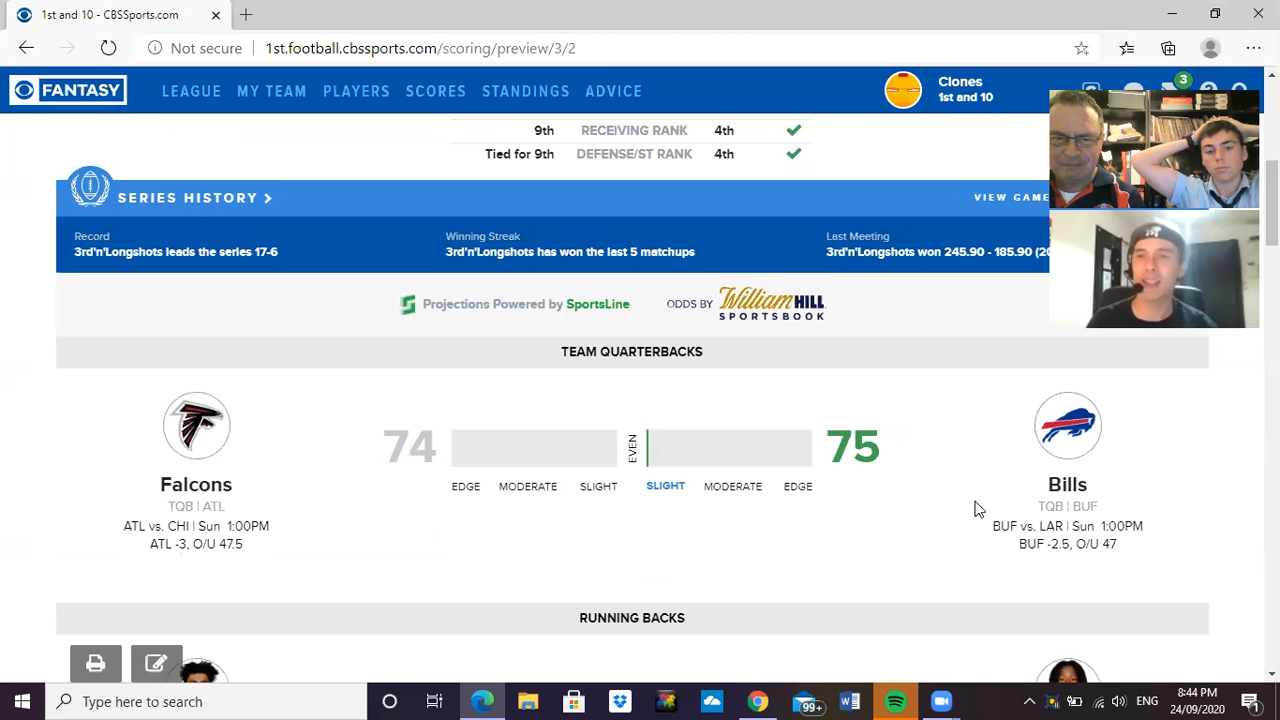 1st and 10 - CBSSports.com
Not secure
1st.football.cbssports.com/scoring/preview/3/2
FANTASY
LEAGUE
MY TEAM
PLAYERS
SCORES
STANDINGS
ADVICE
Clones
1st and 10
3
9th RECEIVING RANK 4th
Tied for 9th DEFENSE/ST RANK 4th
SERIES HISTORY
VIEW GAME
Record
3rd'n'Longshots leads the series 17-6
Winning Streak
3rd'n'Longshots has won the last 5 matchups
Last Meeting
3rd'n'Longshots won 245.90 - 185.90 (20
Projections Powered by SportsLine
ODDS BY William HILL
SPORTSBOOK
TEAM QUARTERBACKS
74
EVEN
75
EDGE MODERATE SLIGHT SLIGHT MODERATE EDGE
Falcons
TQB | ATL
ATL vs. CHI | Sun 1:00PM
ATL -3, O/U 47.5
Bills
TQB | BUF
BUF vs. LAR | Sun 1:00PM
BUF -2.5, O/U 47
RUNNING BACKS
Type here to search
99+
ENG
8:44 PM
24/09/2020
1